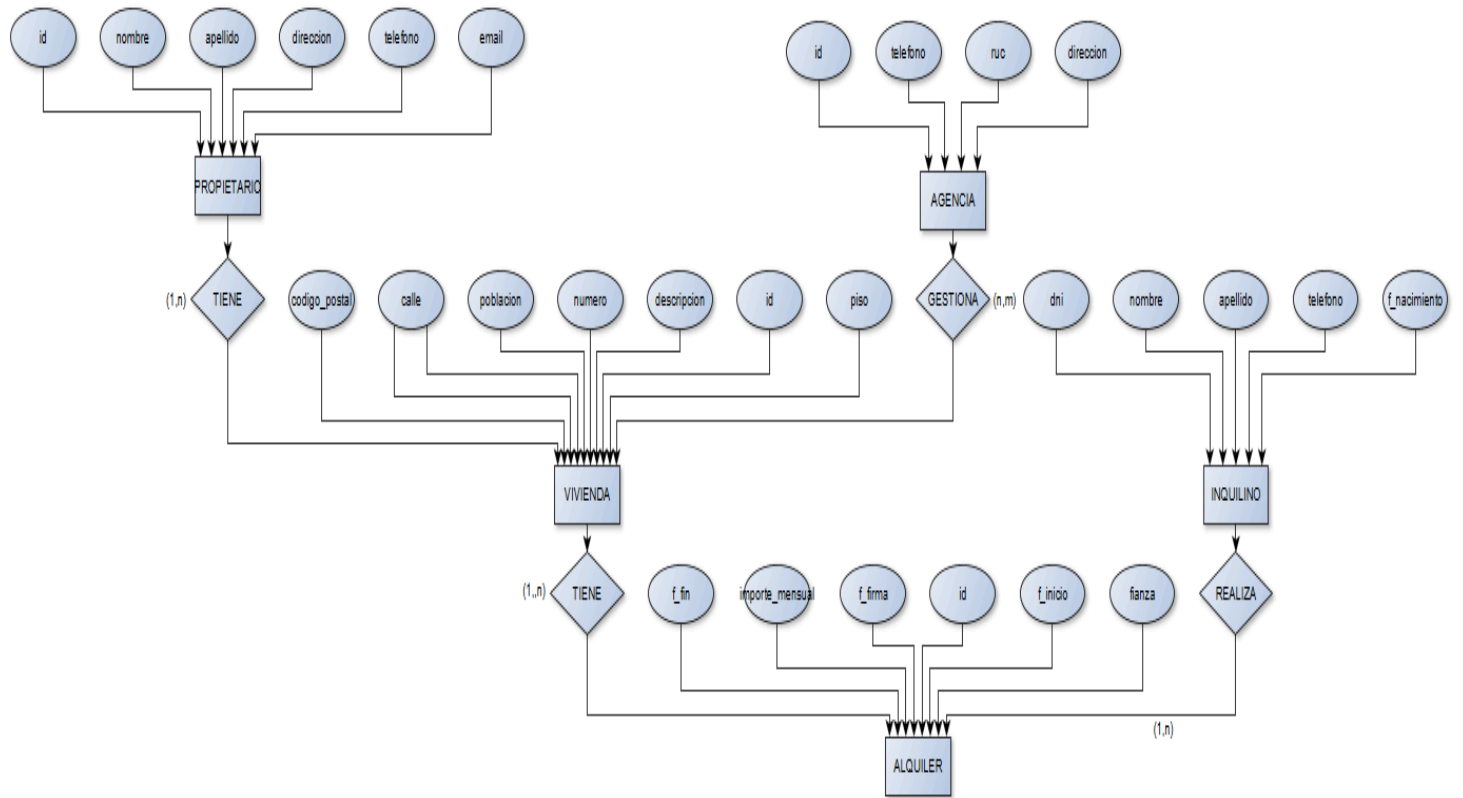 id
nombre
apellido
direccion
telefono
email
id
telefono
ruc
direccion
PROPIETARIO
AGENCIA
(1,n)
TIENE
codigo_postal
calle
poblacion
numero
descripcion
id
piso
GESTIONA
(n,m)
dni
nombre
apellido
telefono
f_nacimiento
VIVIENDA
INQUILINO
(1,,n)
TIENE
f_fin
importe_mensual
f_firma
id
f_inicio
fianza
REALIZA
(1,n)
ALQUILER